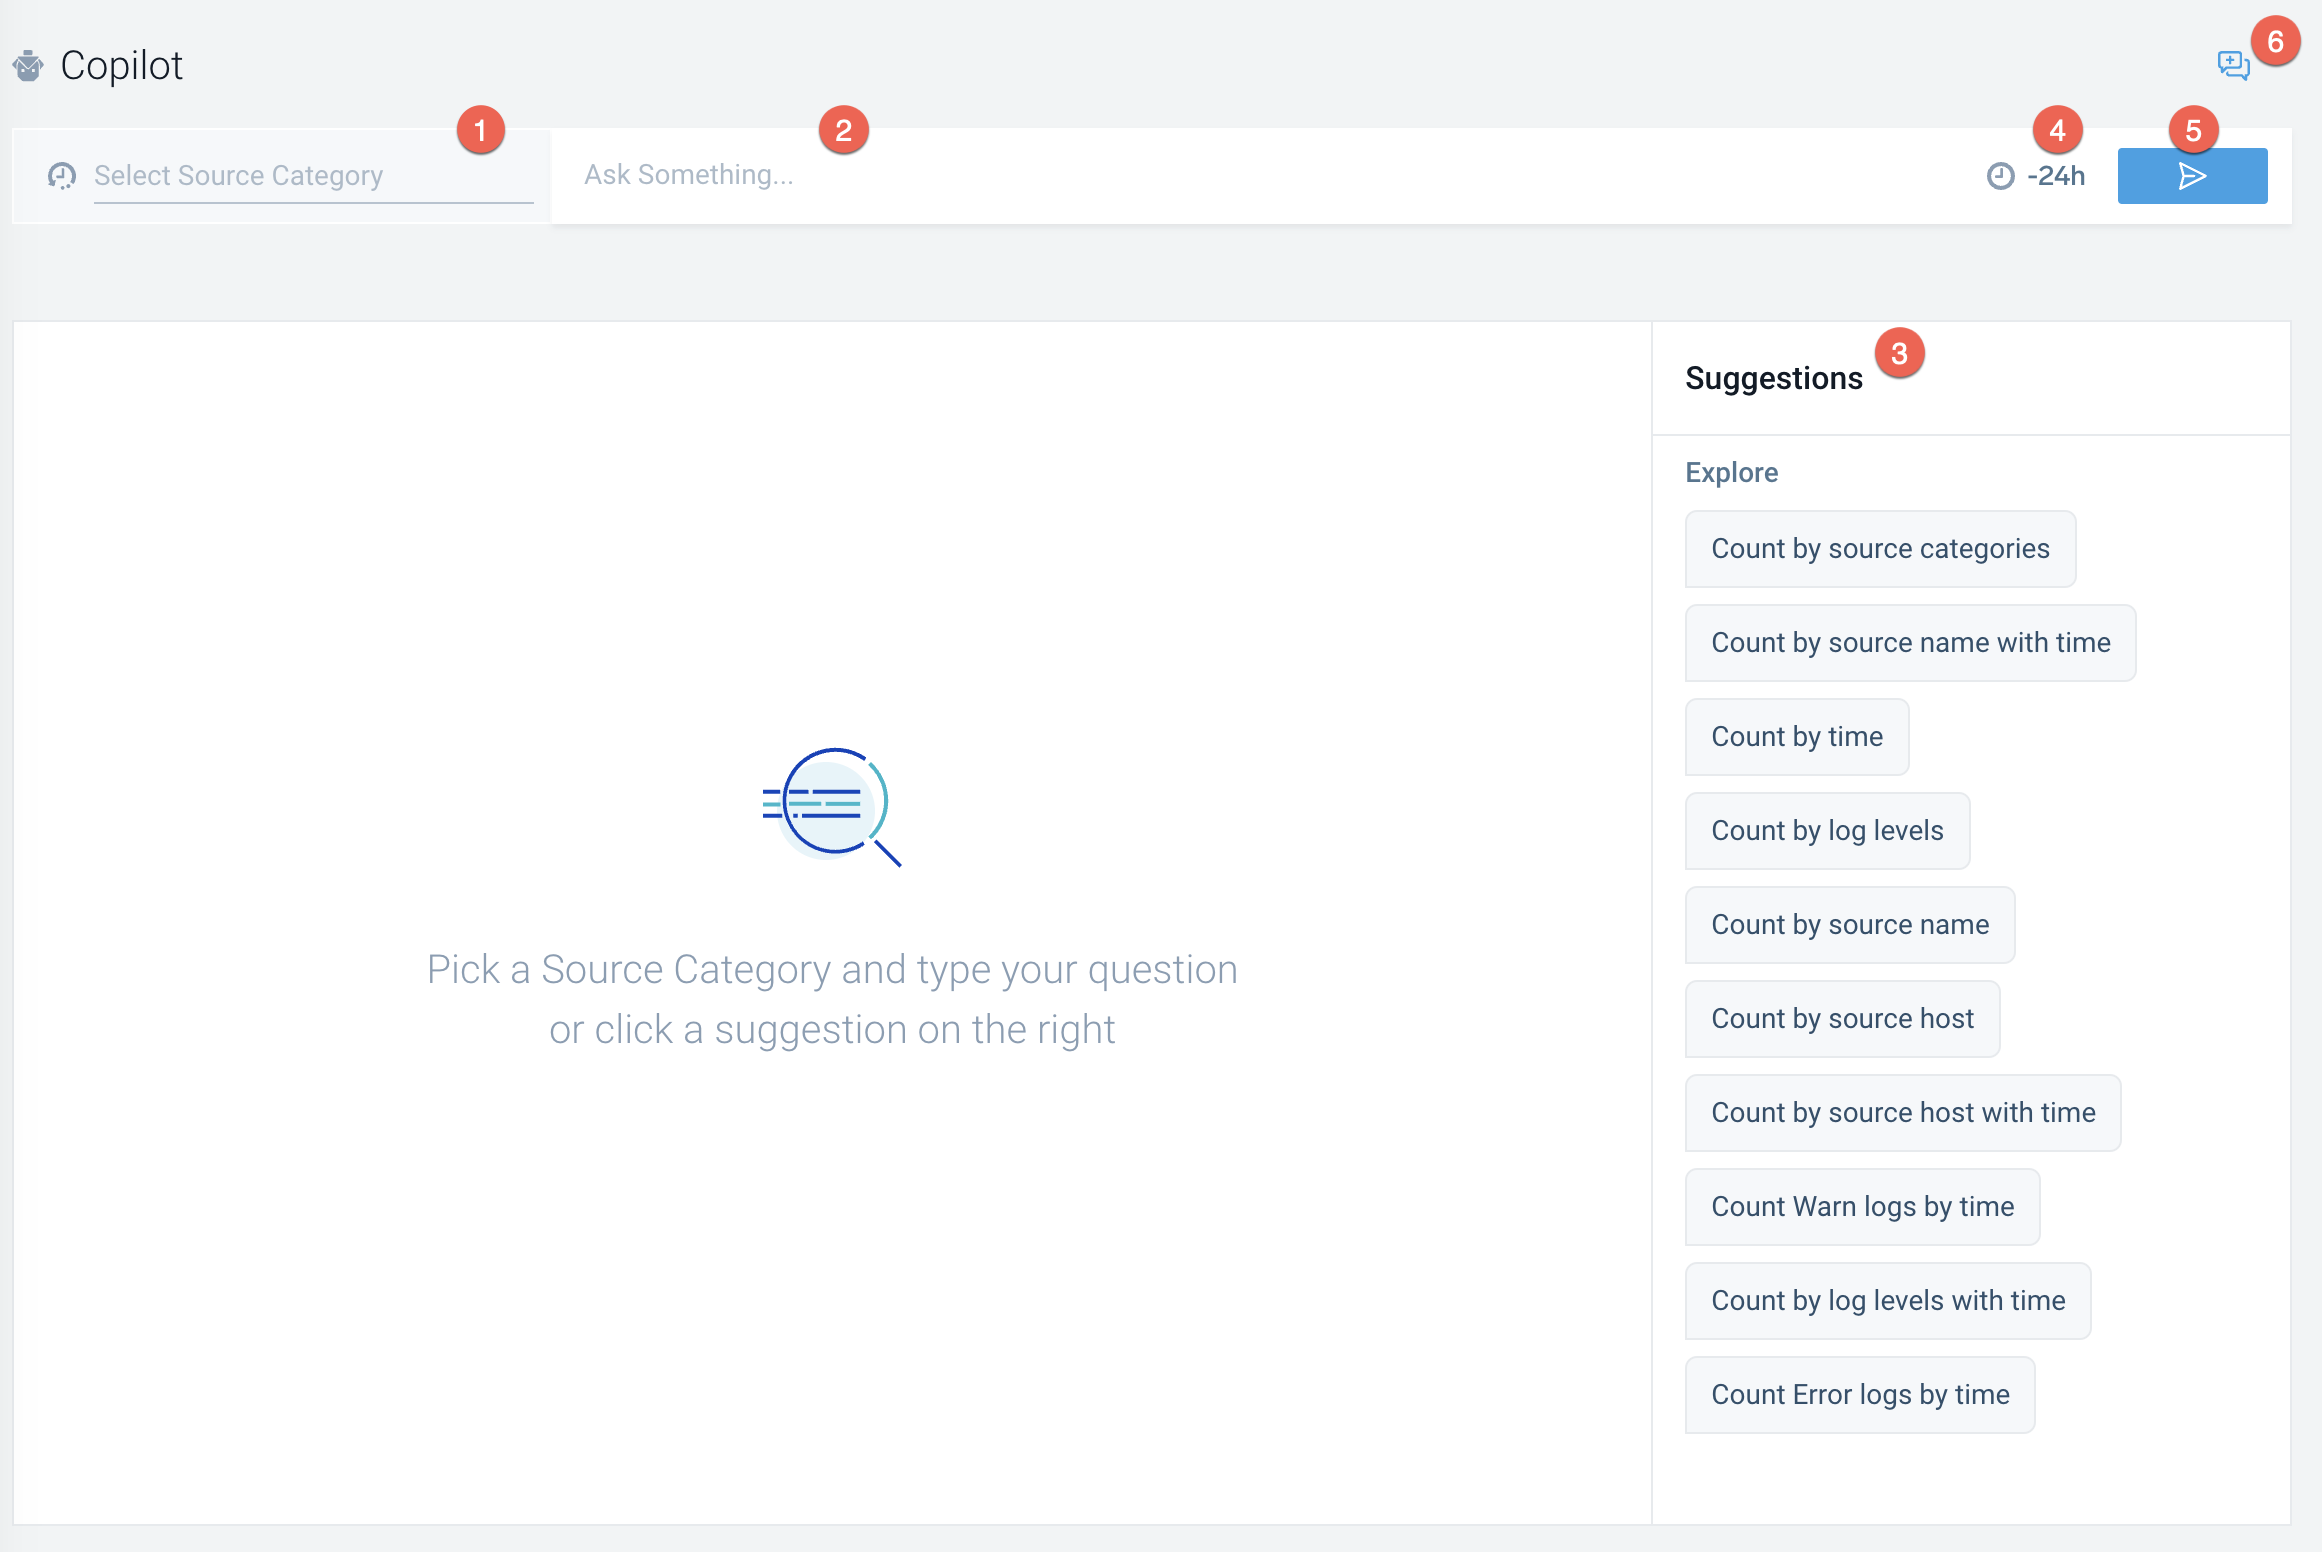 6
Copilot
1
2
4
5
Select Source Category
Ask Something...
-24h
3
Suggestions
Explore
Count by source categories
Count by source name with time
Count by time
Count by log levels
Count by source name
Count by source host
Count by source host with time
Count Warn logs by time
Count by log levels with time
Count Error logs by time
Pick a Source Category and type your question
or click a suggestion on the right